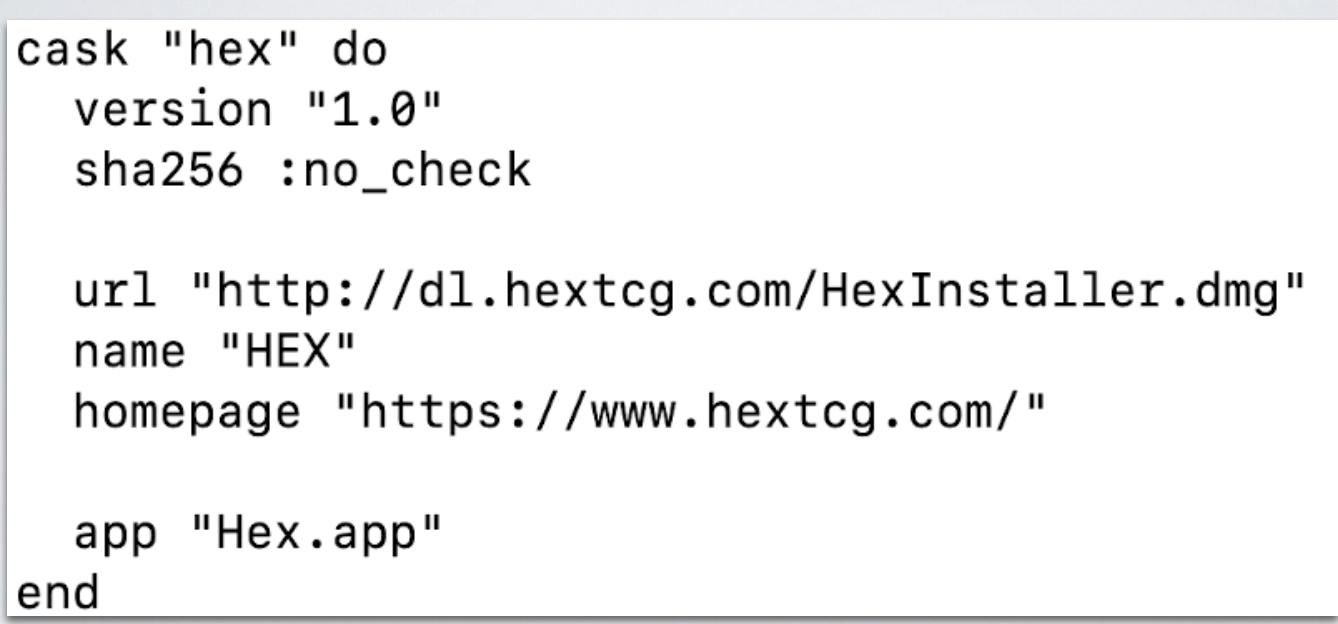 cask "hex" do
  version "1.0"
  sha256 :no_check

  url "http://dl.hextcg.com/HexInstaller.dmg"
  name "HEX"
  homepage "https://www.hextcg.com/"

  app "Hex.app"
end